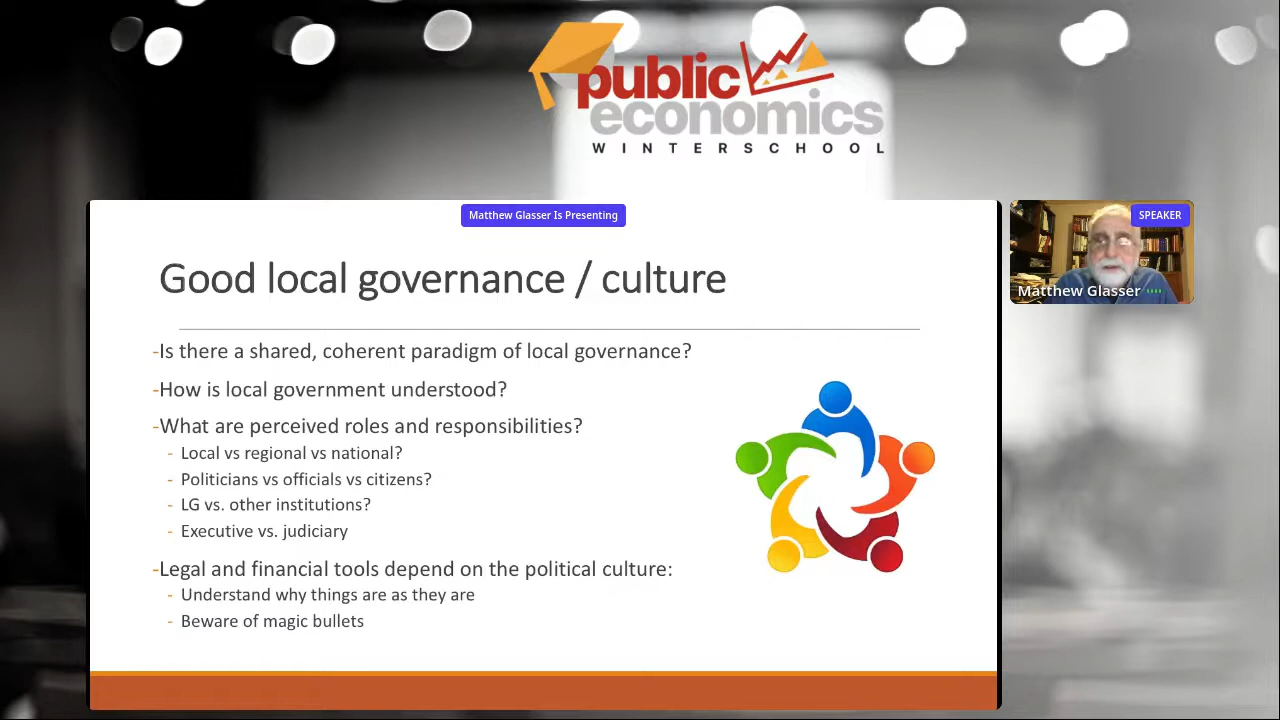 public
economics
WINTERSCHOOL
Matthew Glasser Is Presenting
SPEAKER
Matthew Glasser
Good local governance / culture
-Is there a shared, coherent paradigm of local governance?
-How is local government understood?
-What are perceived roles and responsibilities?
- Local vs regional vs national?
- Politicians vs officials vs citizens?
- LG vs. other institutions?
- Executive vs. judiciary
-Legal and financial tools depend on the political culture:
- Understand why things are as they are
- Beware of magic bullets